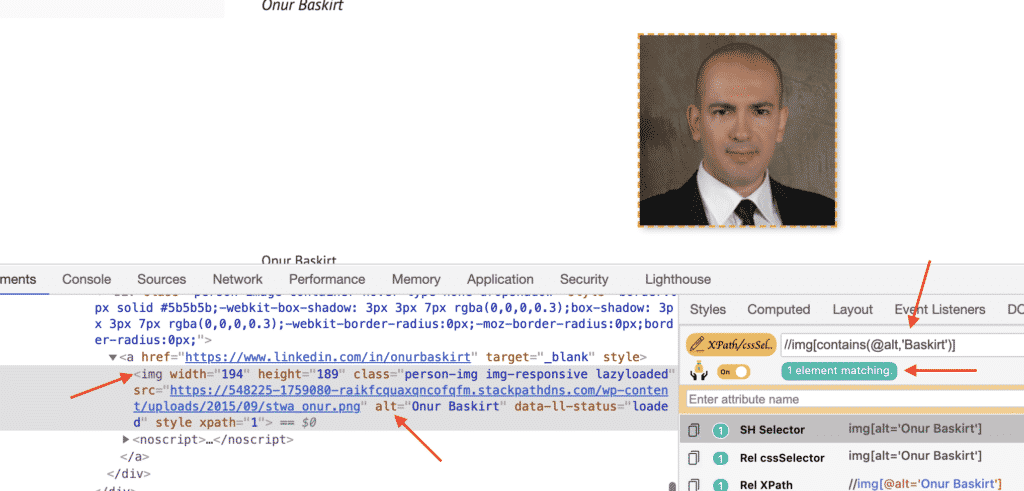 Onur Baskirt
Onur Baskirt
ments Console Sources Network Performance Memory Application Security Lighthouse
px solid #5b5b5b;-webkit-box-shadow: 3px 3px 7px rgba(0,0,0,0.3);box-shadow: 3p
x 3px 7px rgba(0,0,0,0.3);-webkit-border-radius:0px;-moz-border-radius:0px;bord
er-radius:0px;">
▼<a href="https://www.linkedin.com/in/onurbaskirt" target="_blank" style>
<img width="194" height="189" class="person-img img-responsive lazyloaded"
src="https://548225-1759080-raikfcquaxqncofqfm.stackpathdns.com/wp-conten
t/uploads/2015/09/stwa_onur.png" alt="Onur Baskirt" data-ll-status="loade
d" style xpath="1"> == $0
▶<noscript>…</noscript>
</a>
</div>
</div>
Styles Computed Layout Event Listeners DO
XPath/cssSel.. //img[contains(@alt,'Baskirt')]
On 1 element matching.
Enter attribute name
1 SH Selector img[alt='Onur Baskirt']
1 Rel cssSelector img[alt='Onur Baskirt']
1 Rel XPath //img[@alt='Onur Baskirt']